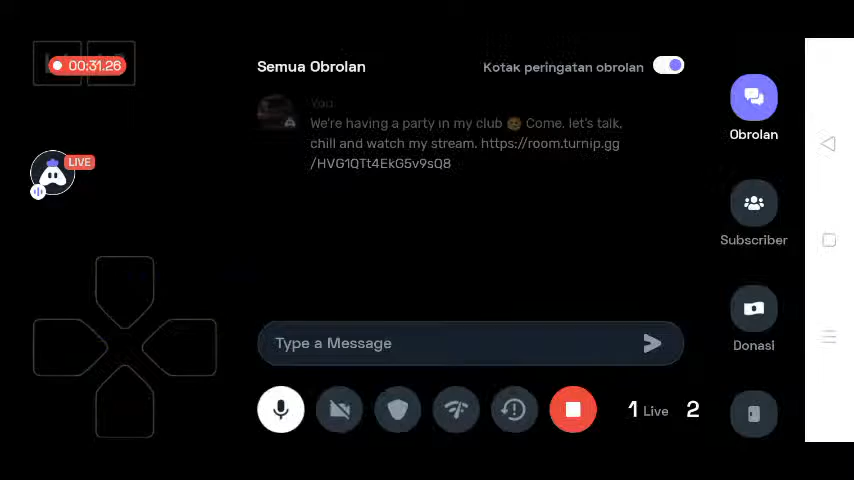 00:31.26
Semua Obrolan
Kotak peringatan obrolan
LIVE
You
We're having a party in my club 🥳 Come. let's talk,
chill and watch my stream. https://room.turnip.gg
/HVG1QTt4EkG5v9sQ8
Obrolan
Subscriber
Donasi
Type a Message
1 Live 2